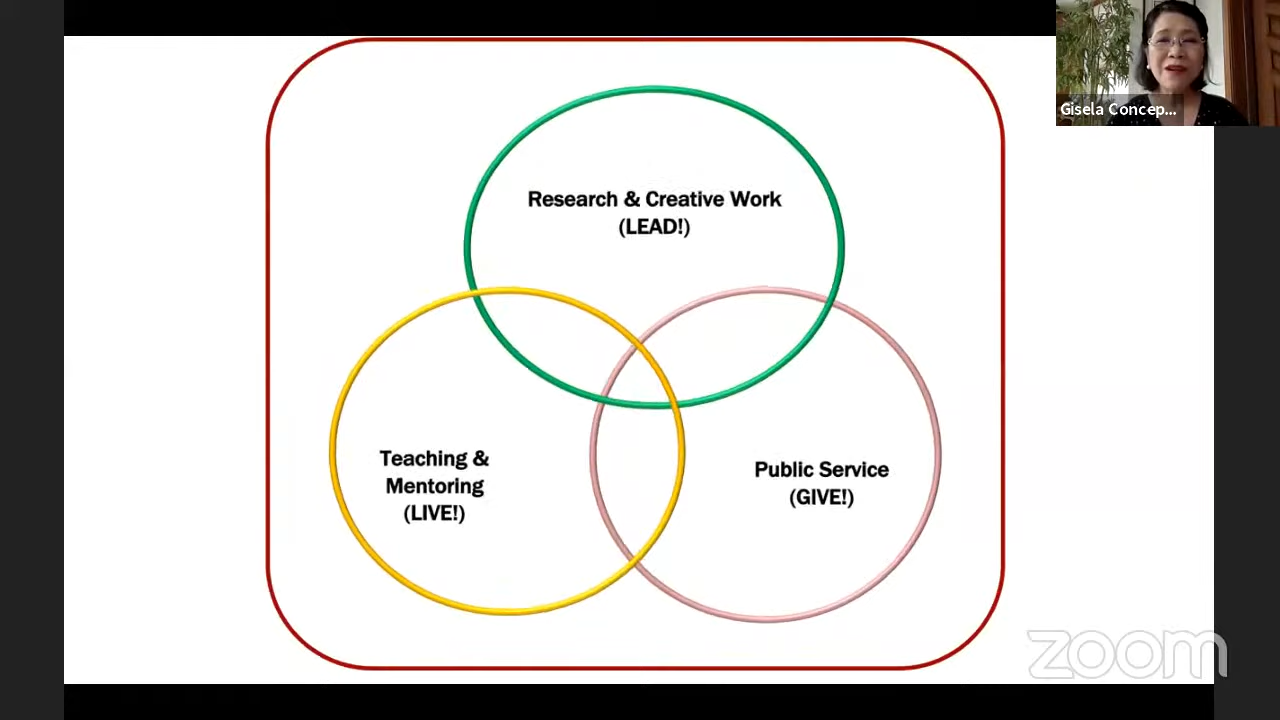 Research & Creative Work
(LEAD!)
Teaching &
Mentoring
(LIVE!)
Public Service
(GIVE!)
Gisela Concep...
zoom